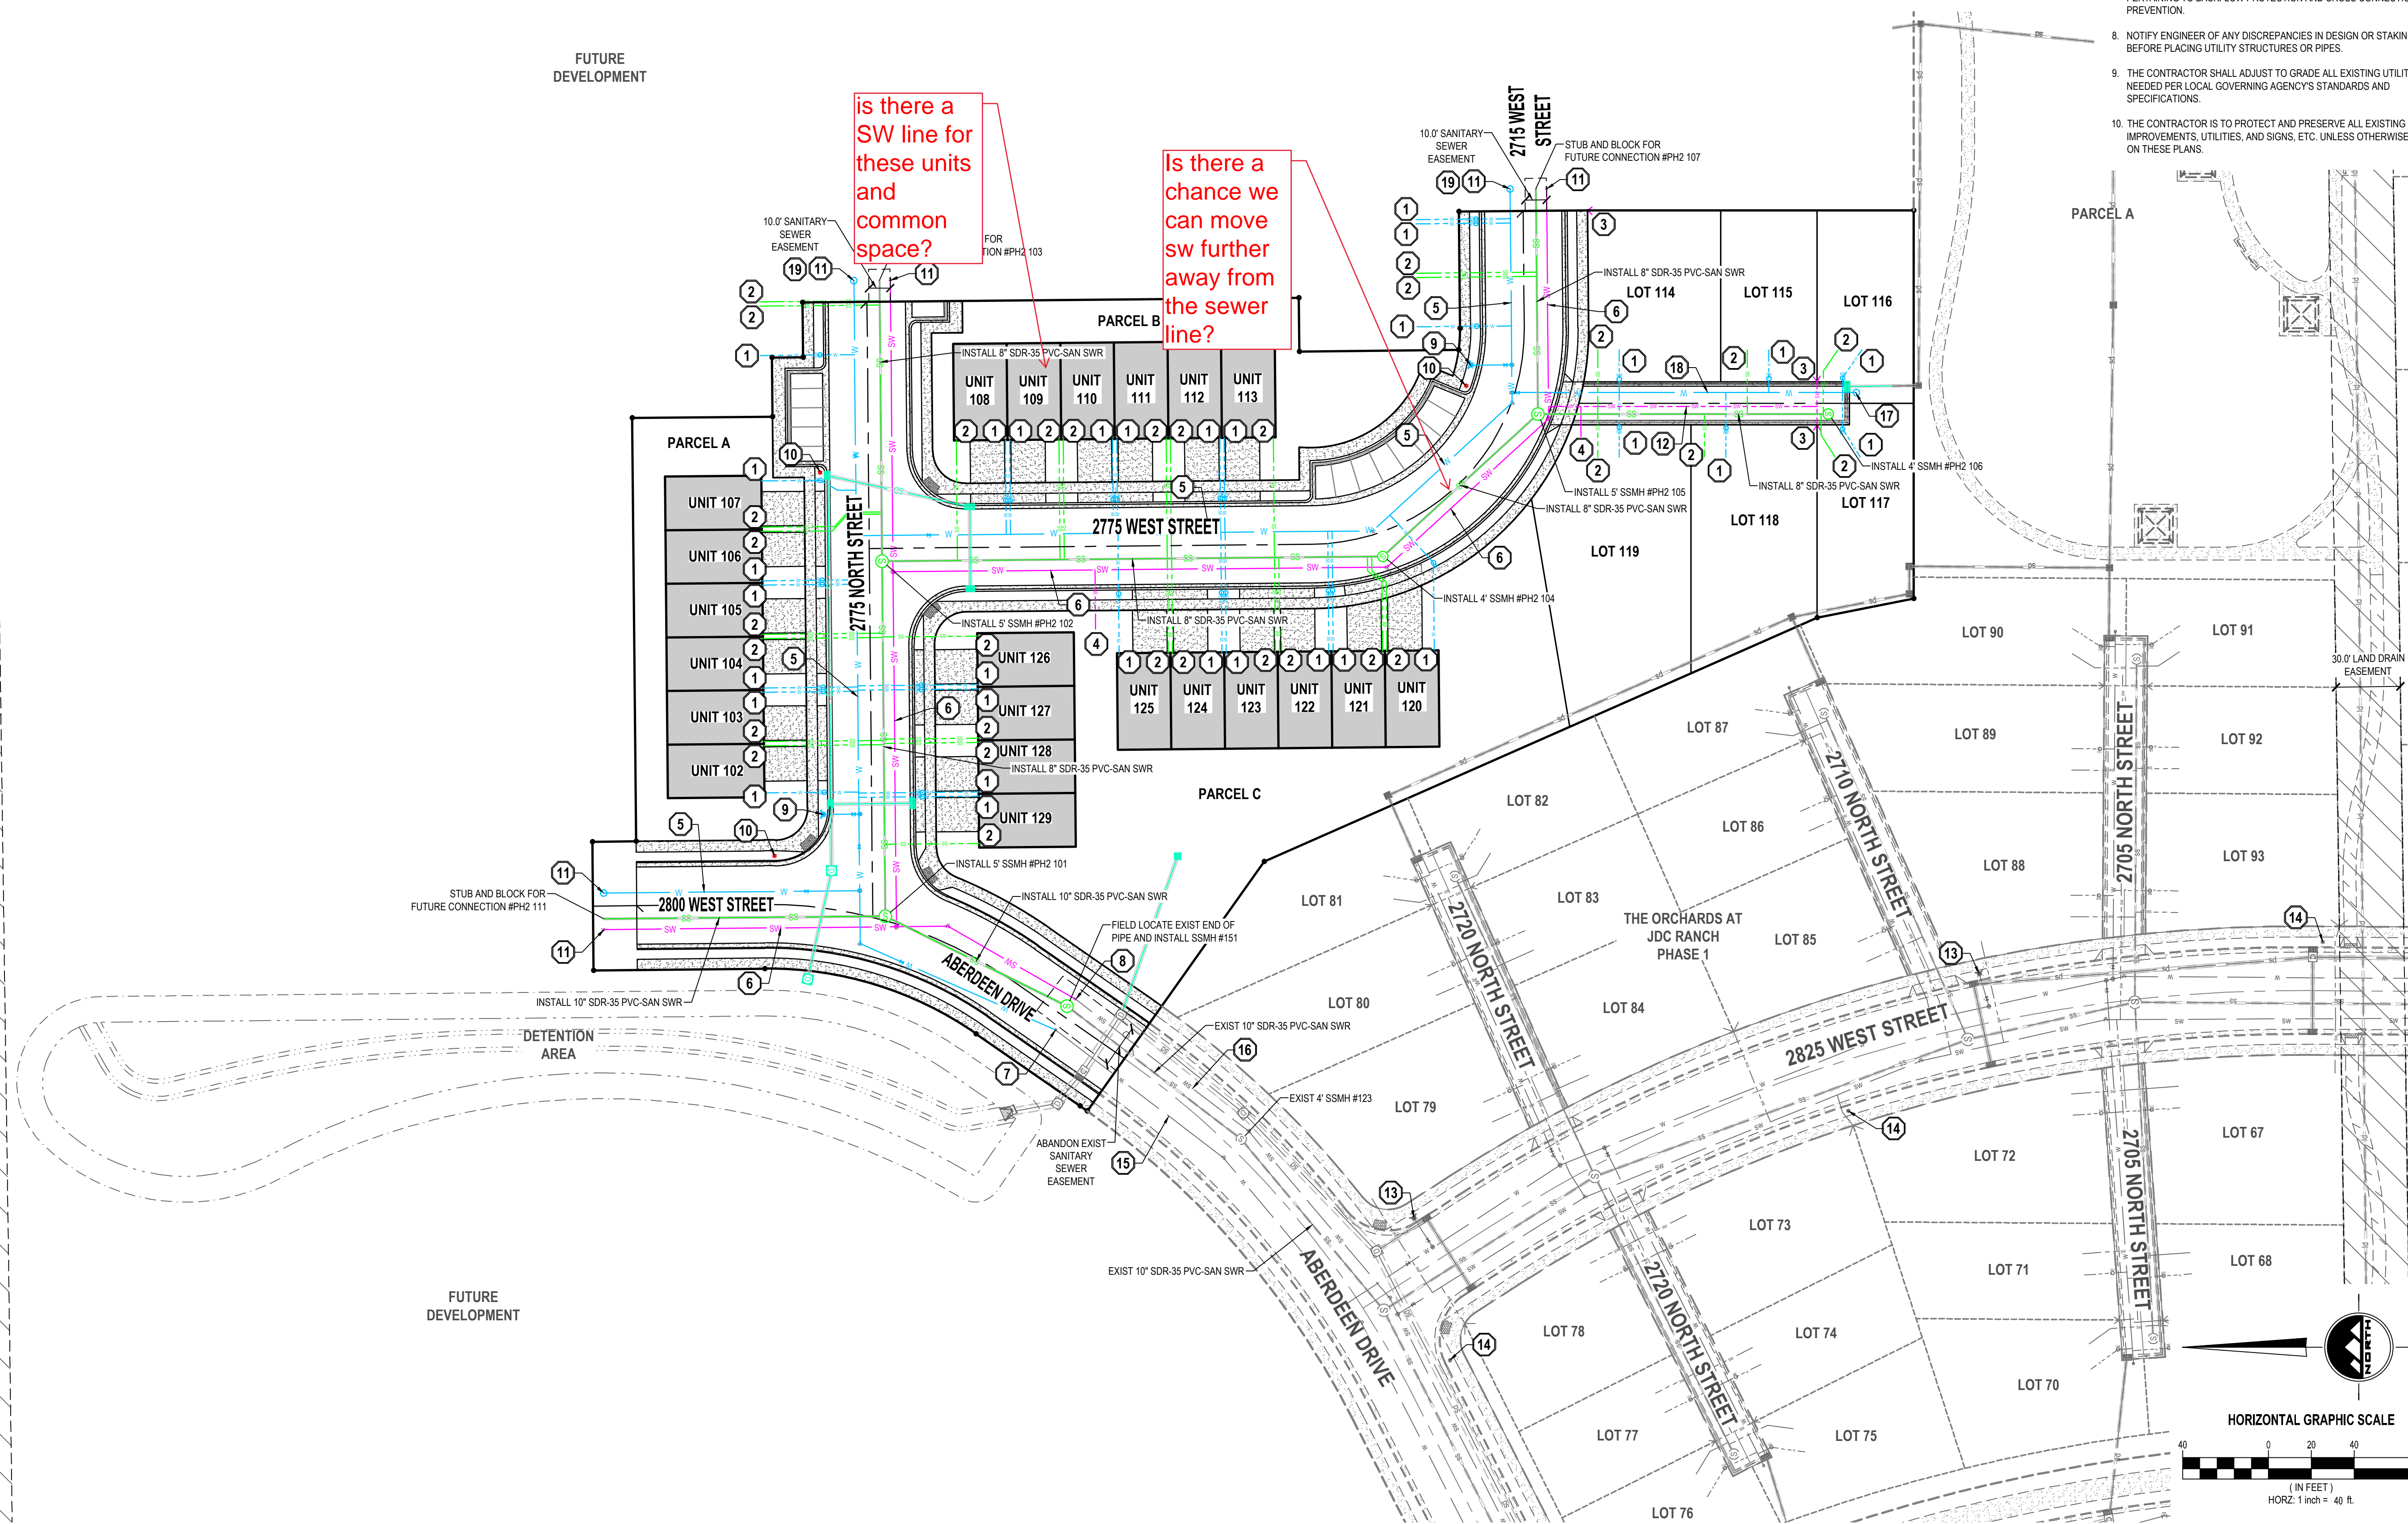 PREVENTION.
8. NOTIFY ENGINEER OF ANY DISCREPANCIES IN DESIGN OR STAKIN
BEFORE PLACING UTILITY STRUCTURES OR PIPES.
9. THE CONTRACTOR SHALL ADJUST TO GRADE ALL EXISTING UTILIT
NEEDED PER LOCAL GOVERNING AGENCY'S STANDARDS AND
SPECIFICATIONS.
10. THE CONTRACTOR IS TO PROTECT AND PRESERVE ALL EXISTING
IMPROVEMENTS, UTILITIES, AND SIGNS, ETC. UNLESS OTHERWISE
ON THESE PLANS.
FUTURE
DEVELOPMENT
is there a
SW line for
these units
and
common
space?
Is there a
chance we
can move
sw further
away from
the sewer
line?
10.0' SANITARY
SEWER
EASEMENT
FOR
TION #PH2 103
10.0' SANITARY
SEWER
EASEMENT
2715 WEST
STREET
STUB AND BLOCK FOR
FUTURE CONNECTION #PH2 107
PARCEL A
INSTALL 8" SDR-35 PVC-SAN SWR
LOT 114
LOT 115
LOT 116
PARCEL B
INSTALL 8" SDR-35 PVC-SAN SWR
UNIT
108
UNIT
109
UNIT
110
UNIT
111
UNIT
112
UNIT
113
PARCEL A
UNIT 107
UNIT 106
UNIT 105
UNIT 104
UNIT 103
UNIT 102
2775 NORTH STREET
2775 WEST STREET
INSTALL 4' SSMH #PH2 106
INSTALL 8" SDR-35 PVC-SAN SWR
INSTALL 5' SSMH #PH2 105
INSTALL 8" SDR-35 PVC-SAN SWR
LOT 117
LOT 118
LOT 119
INSTALL 4' SSMH #PH2 104
INSTALL 5' SSMH #PH2 102
INSTALL 8" SDR-35 PVC-SAN SWR
UNIT 126
UNIT 127
UNIT 128
INSTALL 8" SDR-35 PVC-SAN SWR
UNIT 129
UNIT
125
UNIT
124
UNIT
123
UNIT
122
UNIT
121
UNIT
120
PARCEL C
LOT 90
LOT 91
30.0' LAND DRAIN
EASEMENT
LOT 87
LOT 89
LOT 92
2710 NORTH STREET
2705 NORTH STREET
LOT 82
LOT 86
LOT 88
LOT 93
INSTALL 5' SSMH #PH2 101
STUB AND BLOCK FOR
FUTURE CONNECTION #PH2 111
2800 WEST STREET
INSTALL 10" SDR-35 PVC-SAN SWR
FIELD LOCATE EXIST END OF
PIPE AND INSTALL SSMH #151
LOT 81
LOT 83
THE ORCHARDS AT
JDC RANCH
PHASE 1
LOT 85
2720 NORTH STREET
INSTALL 10" SDR-35 PVC-SAN SWR
ABERDEEN DRIVE
LOT 80
LOT 84
2825 WEST STREET
DETENTION
AREA
EXIST 10" SDR-35 PVC-SAN SWR
EXIST 4' SSMH #123
LOT 79
ABANDON EXIST
SANITARY
SEWER
EASEMENT
LOT 72
LOT 67
2705 NORTH STREET
LOT 73
EXIST 10" SDR-35 PVC-SAN SWR
LOT 71
LOT 68
ABERDEEN DRIVE
2720 NORTH STREET
FUTURE
DEVELOPMENT
LOT 78
LOT 74
LOT 70
LOT 77
LOT 75
LOT 76
NORTH
HORIZONTAL GRAPHIC SCALE
40 0 20 40
( IN FEET )
HORZ: 1 inch = 40 ft.